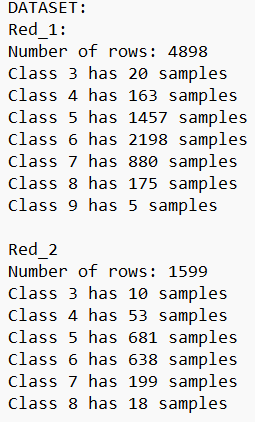 DATASET:
Red_1:
Number of rows: 4898
Class 3 has 20 samples
Class 4 has 163 samples
Class 5 has 1457 samples
Class 6 has 2198 samples
Class 7 has 880 samples
Class 8 has 175 samples
Class 9 has 5 samples
Red_2
Number of rows: 1599
Class 3 has 10 samples
Class 4 has 53 samples
Class 5 has 681 samples
Class 6 has 638 samples
Class 7 has 199 samples
Class 8 has 18 samples